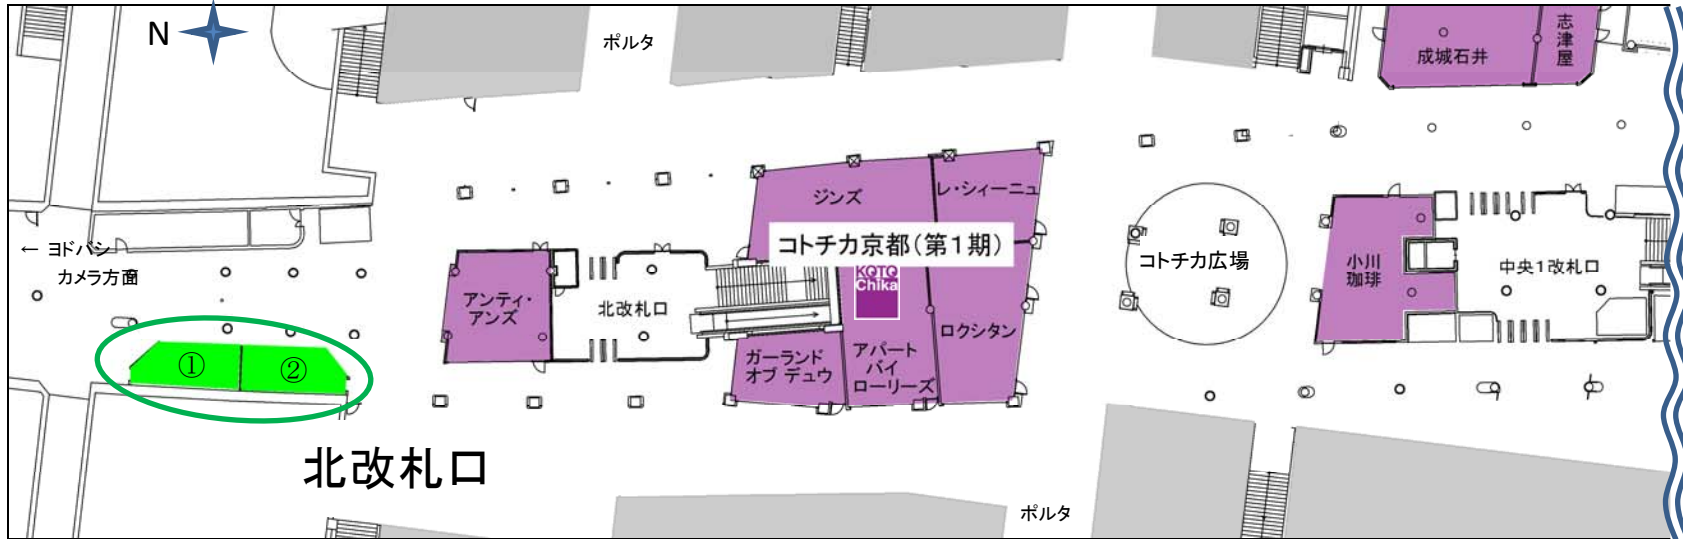 N
ポルタ
成城石井
志津屋
ジンズ
レ・シィーニュ
コトチカ京都(第1期)
KOTO
Chika
← ヨドバシ
カメラ方面
アンティ・
アンズ
北改札口
コトチカ広場
小川
珈琲
中央1改札口
ロクシタン
ガーランド
オブ デュウ
アパート
バイ
ローリーズ
①
②
北改札口
ポルタ